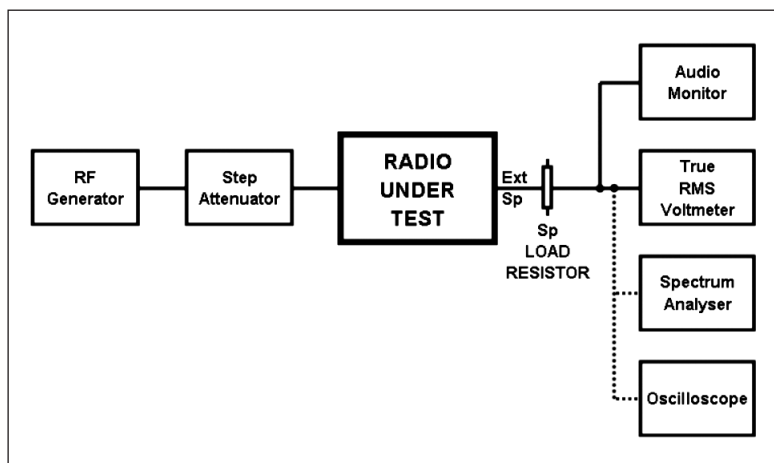 RF
Generator
Step
Attenuator
RADIO
UNDER
TEST
Ext
Sp
Sp
LOAD
RESISTOR
Audio
Monitor
True
RMS
Voltmeter
Spectrum
Analyser
Oscilloscope